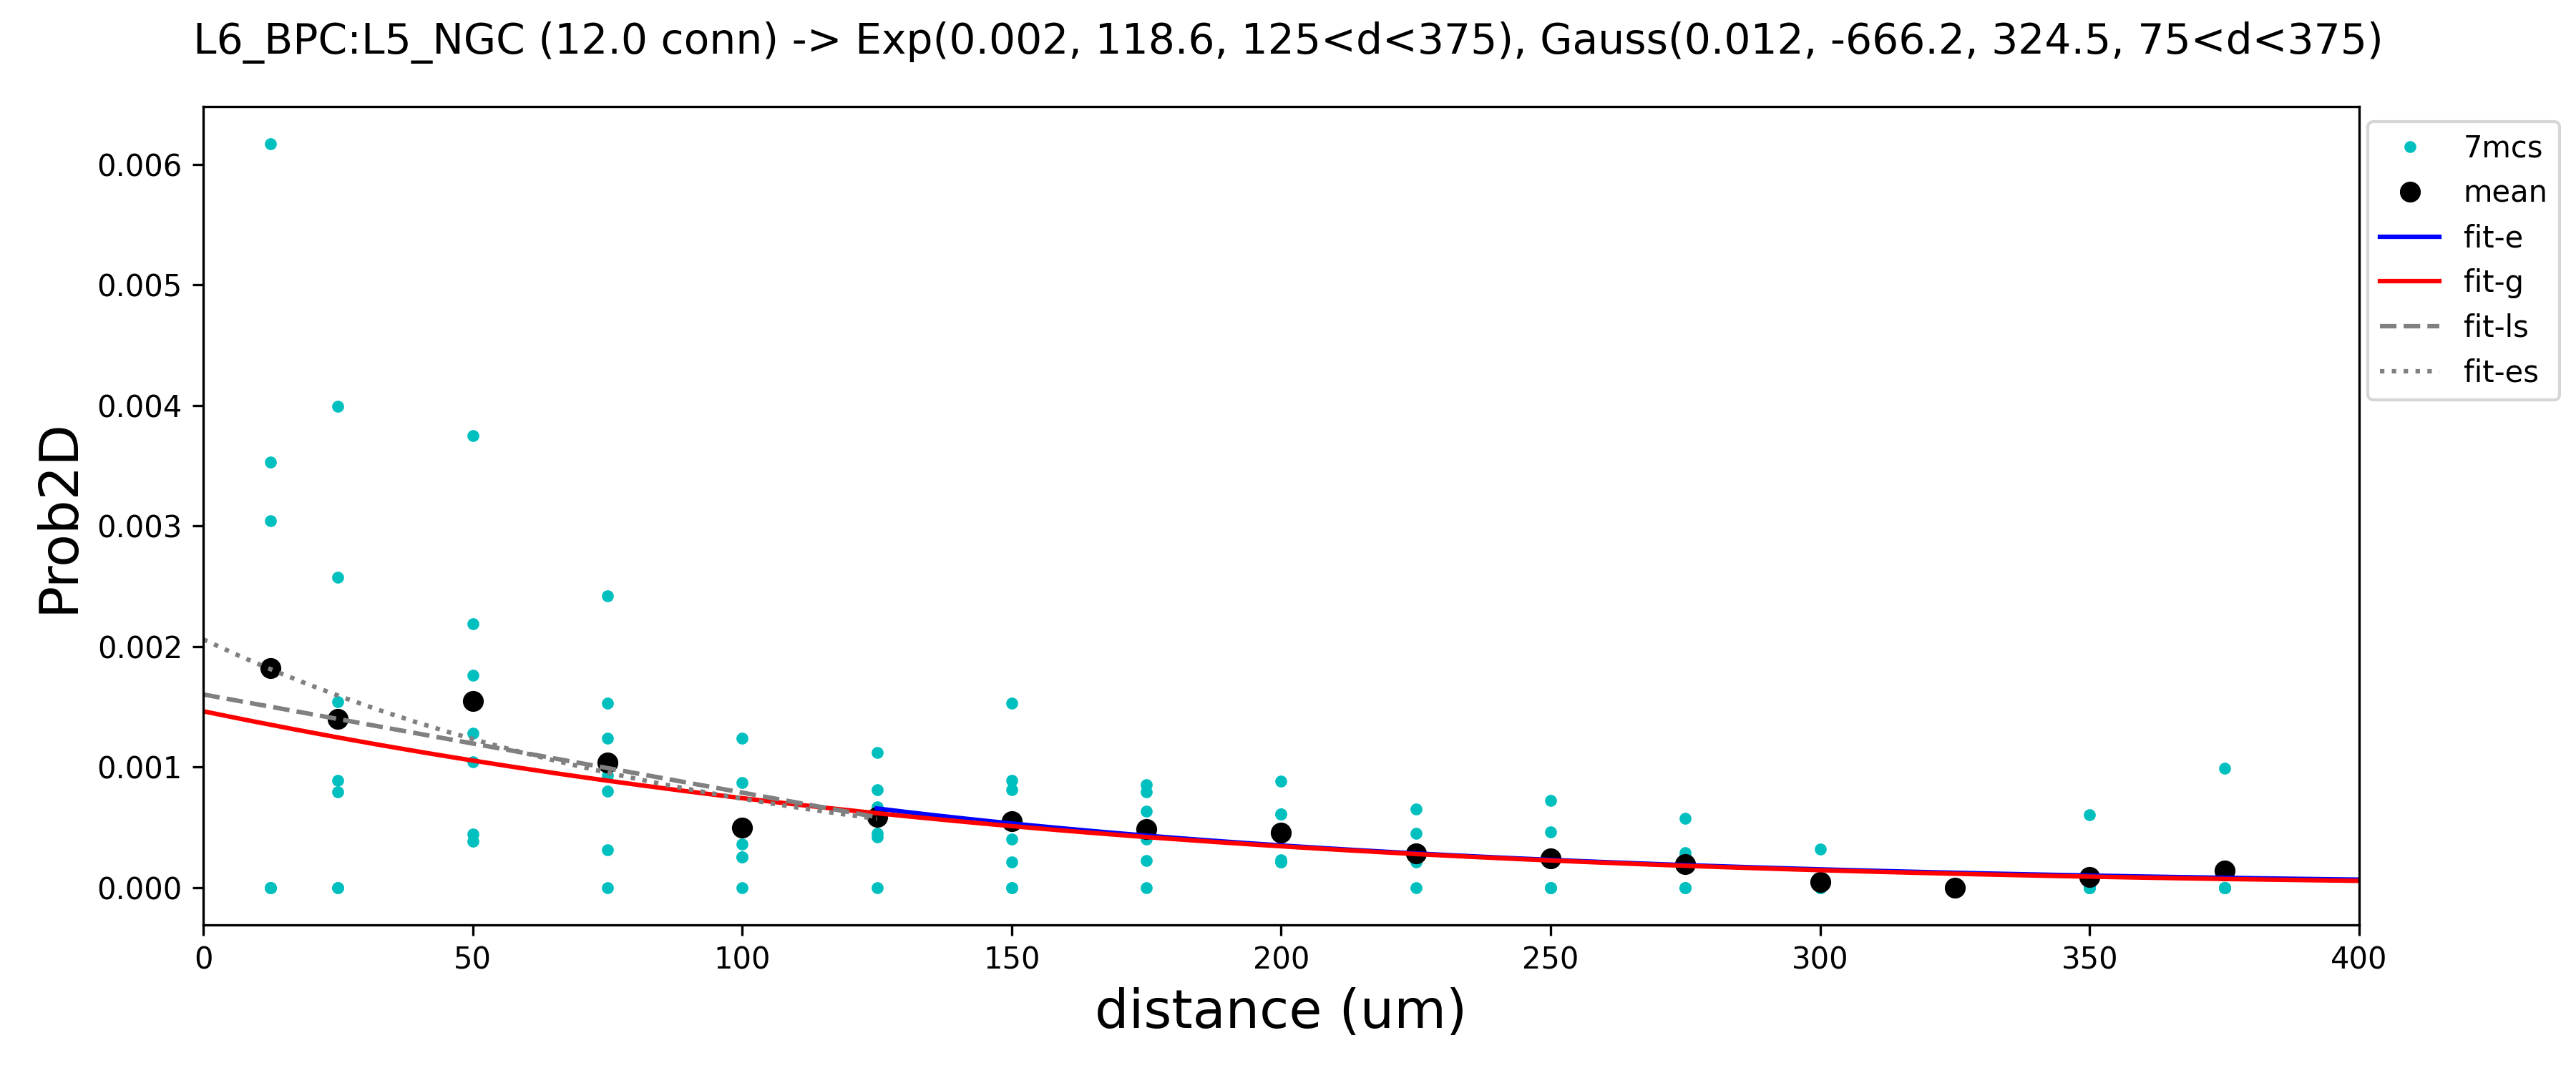 L6_BPC:L5_NGC (12.0 conn) -> Exp(0.002, 118.6, 125<d<375), Gauss(0.012, -666.2, 324.5, 75<d<375)
7mcs
mean
fit-e
fit-g
fit-ls
fit-es
Prob2D
0.006
0.005
0.004
0.003
0.002
0.001
0.000
0 50 100 150 200 250 300 350 400
distance (um)